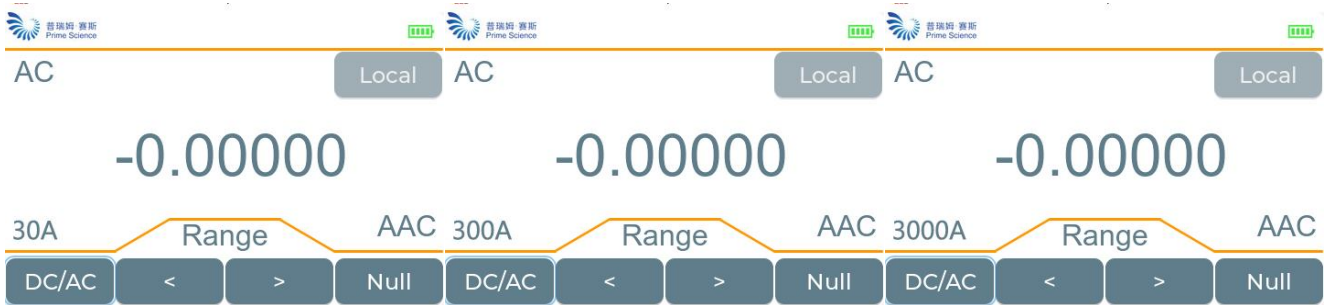 普瑞姆·赛斯
Prime Science
AC
Local
-0.00000
30A
Range
AAC
DC/AC
<
>
Null
普瑞姆·赛斯
Prime Science
AC
Local
-0.00000
300A
Range
AAC
DC/AC
<
>
Null
普瑞姆·赛斯
Prime Science
AC
Local
-0.00000
3000A
Range
AAC
DC/AC
<
>
Null